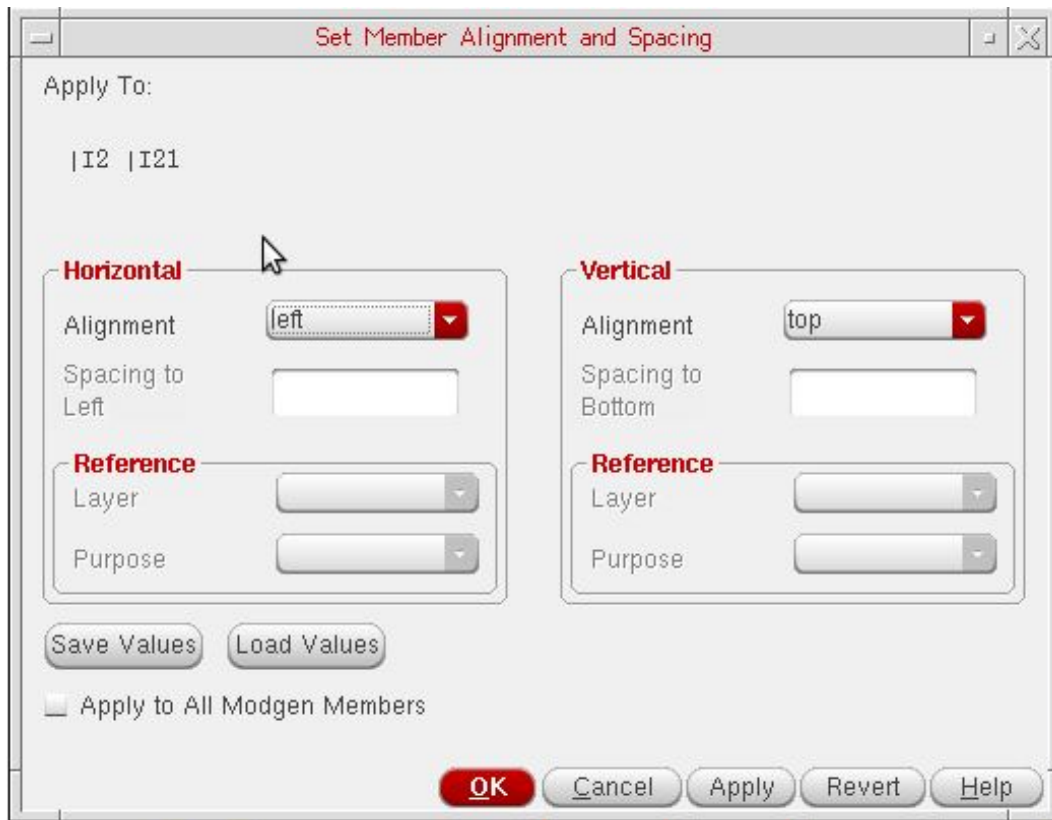 Set Member Alignment and Spacing
Apply To:
|I2 |I21
Horizontal
Alignment
left
Spacing to
Left
Reference
Layer
Purpose
Vertical
Alignment
top
Spacing to
Bottom
Reference
Layer
Purpose
Save Values
Load Values
Apply to All Modgen Members
OK
Cancel
Apply
Revert
Help